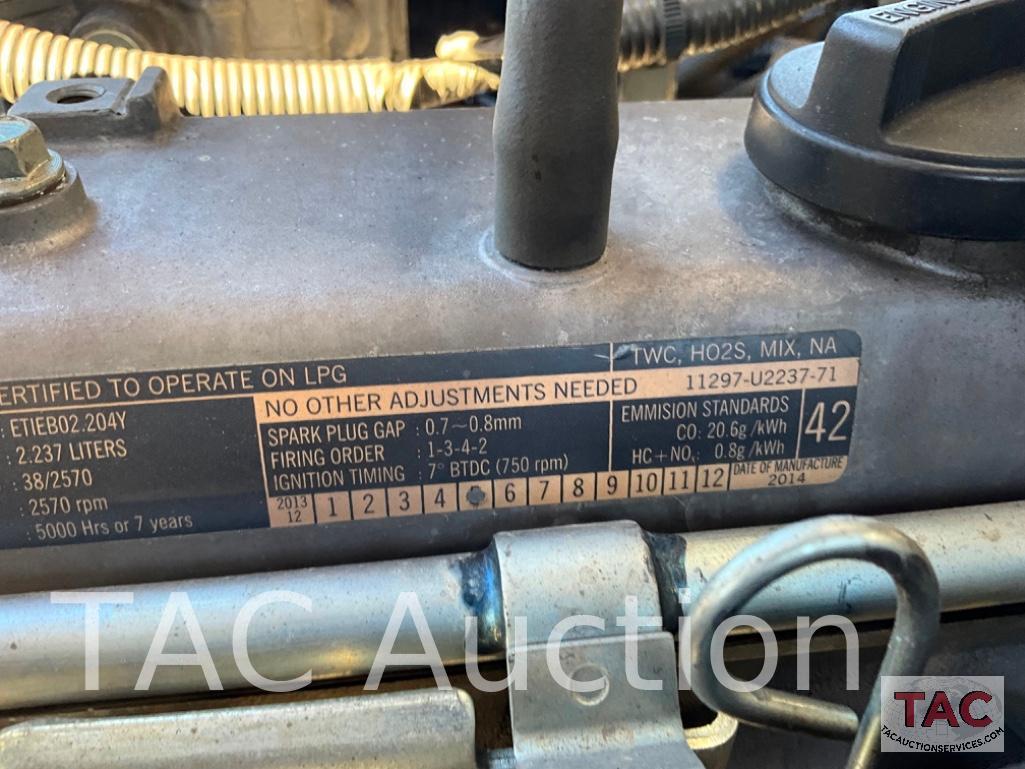 ERTIFIED TO OPERATE ON LPG
TWC, HO2S, MIX, NA
NO OTHER ADJUSTMENTS NEEDED
11297-U2237-71
: ETIEB02.204Y
: 2.237 LITERS
: 38/2570
: 2570 rpm
: 5000 Hrs or 7 years
SPARK PLUG GAP : 0.7~0.8mm
FIRING ORDER : 1-3-4-2
IGNITION TIMING : 7° BTDC (750 rpm)
EMMISION STANDARDS
CO: 20.6g/kWh
HC+NOx: 0.8g/kWh
42
2013 12 1 2 3 4 6 7 8 9 10 11 12 DATE OF MANUFACTURE 2014
TAC Auction
TAC
TACAUCTIONSERVICES.COM